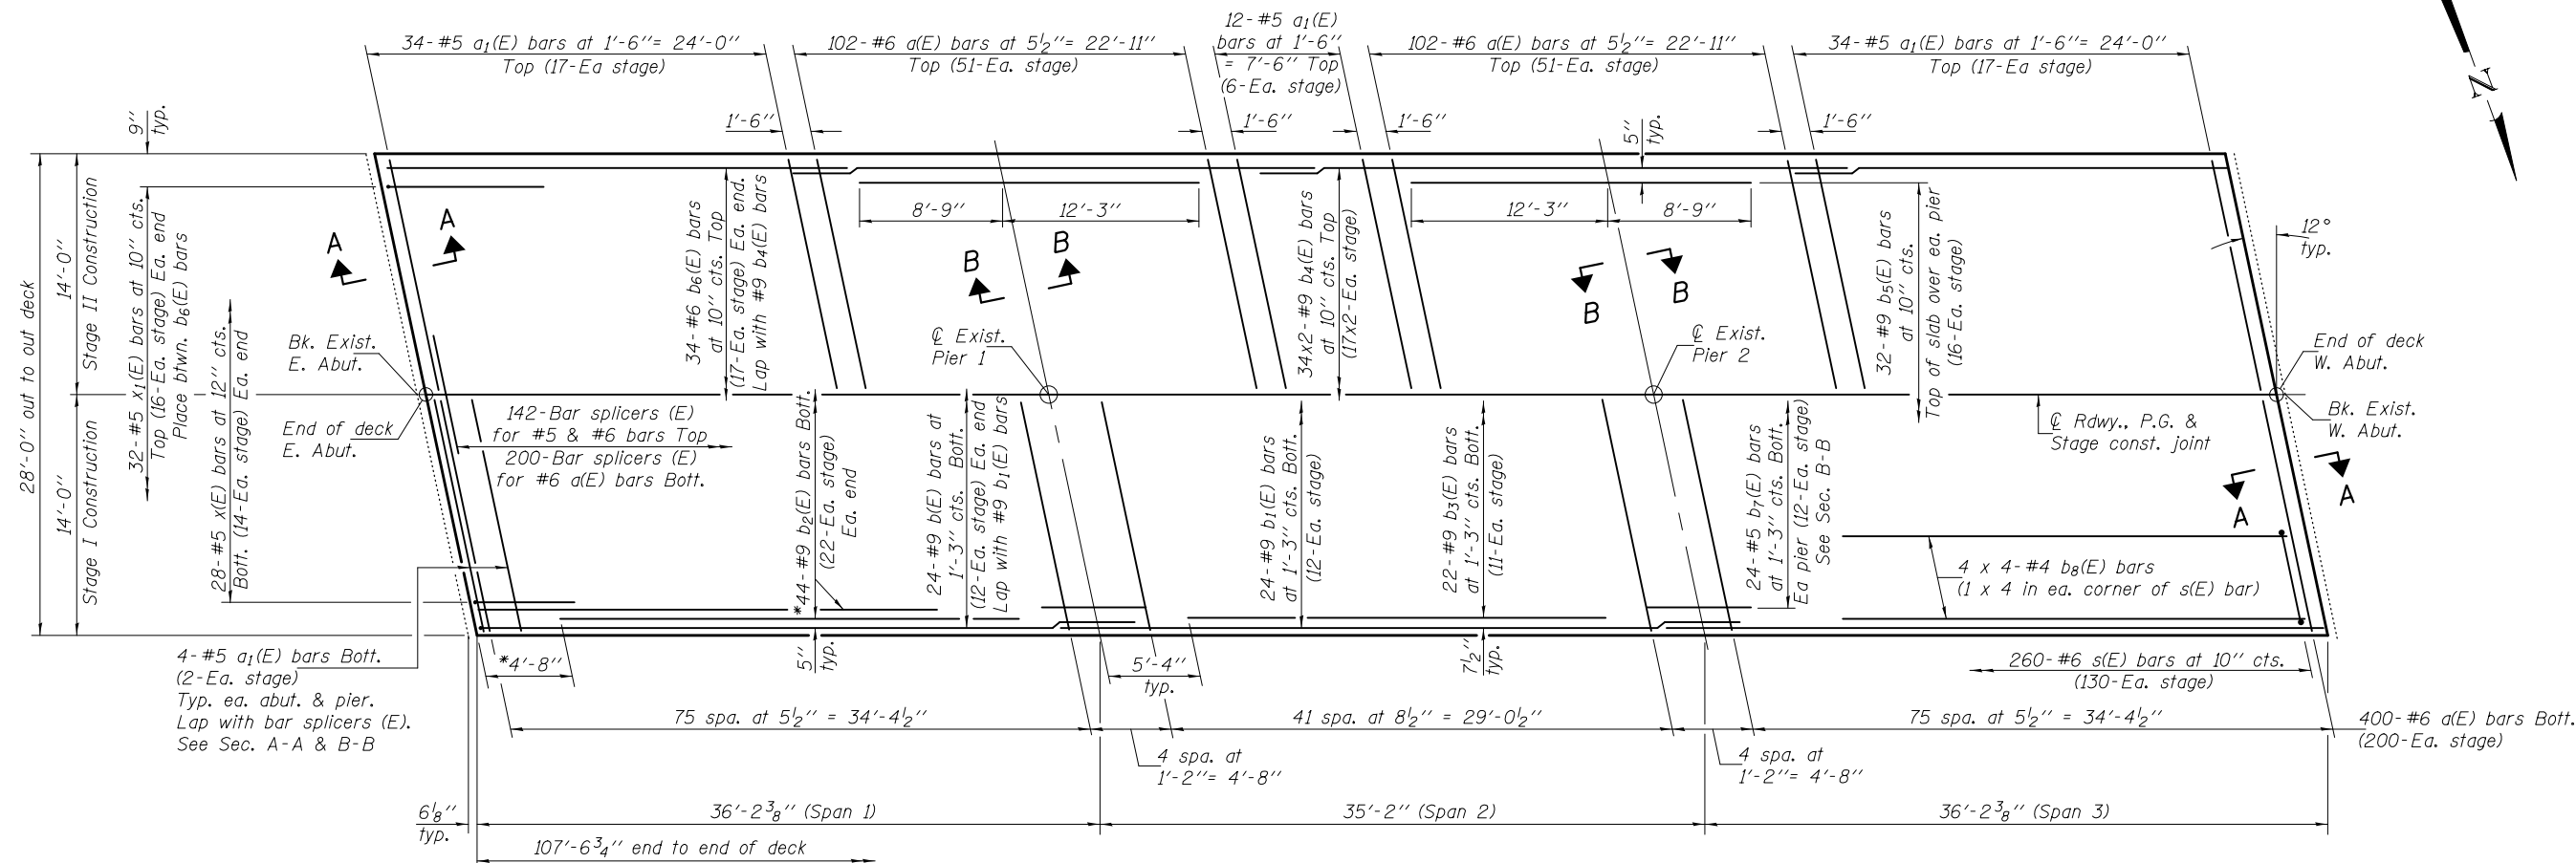 34-#5 a1(E) bars at 1'-6"= 24'-0"
Top (17-Ea stage)
102-#6 a(E) bars at 5½"= 22'-11"
Top (51-Ea. stage)
12-#5 a1(E)
bars at 1'-6"
= 7'-6" Top
(6-Ea. stage)
102-#6 a(E) bars at 5½"= 22'-11"
Top (51-Ea. stage)
34-#5 a1(E) bars at 1'-6"= 24'-0"
Top (17-Ea stage)
N
9"
typ.
1'-6"
1'-6"
1'-6"
1'-6"
5"
typ.
28'-0" out to out deck
14'-0"
Stage II Construction
14'-0"
Stage I Construction
32-#5 x1(E) bars at 10" cts.
Top (16-Ea. stage) Ea. end
Place btwn. b6(E) bars
28-#5 x(E) bars at 12" cts.
Bott. (14-Ea. stage) Ea. end
A
A
34-#6 b6(E) bars
at 10" cts. Top
(17-Ea. stage) Ea. end.
Lap with #9 b4(E) bars
8'-9"
12'-3"
B
B
34x2-#9 b4(E) bars
at 10" cts. Top
(17x2-Ea. stage)
12'-3"
8'-9"
B
B
32-#9 b5(E) bars
at 10" cts.
Top of slab over ea. pier
(16-Ea. stage)
12°
typ.
Bk. Exist.
E. Abut.
℄ Exist.
Pier 1
℄ Exist.
Pier 2
End of deck
W. Abut.
End of deck
E. Abut.
142-Bar splicers (E)
for #5 & #6 bars Top
200-Bar splicers (E)
for #6 a(E) bars Bott.
*44-#9 b2(E) bars Bott.
(22-Ea. stage)
Ea. end
24-#9 b(E) bars at
1'-3" cts. Bott.
(12-Ea. stage) Ea. end
Lap with #9 b1(E) bars
24-#9 b1(E) bars
at 1'-3" cts. Bott.
(12-Ea. stage)
22-#9 b3(E) bars
at 1'-3" cts. Bott.
(11-Ea. stage)
24-#5 b7(E) bars
at 1'-3" cts. Bott.
Ea pier (12-Ea. stage)
See Sec. B-B
℄ Rdwy., P.G. &
Stage const. joint
Bk. Exist.
W. Abut.
A
A
4 x 4-#4 b8(E) bars
(1 x 4 in ea. corner of s(E) bar)
4-#5 a1(E) bars Bott.
(2-Ea. stage)
Typ. ea. abut. & pier.
Lap with bar splicers (E).
See Sec. A-A & B-B
*4'-8"
5"
typ.
5'-4"
typ.
7½"
typ.
260-#6 s(E) bars at 10" cts.
(130-Ea. stage)
75 spa. at 5½" = 34'-4½"
41 spa. at 8½" = 29'-0½"
75 spa. at 5½" = 34'-4½"
400-#6 a(E) bars Bott.
(200-Ea. stage)
4 spa. at
1'-2"= 4'-8"
4 spa. at
1'-2"= 4'-8"
6⅛"
typ.
36'-2⅜" (Span 1)
35'-2" (Span 2)
36'-2⅜" (Span 3)
107'-6¾" end to end of deck